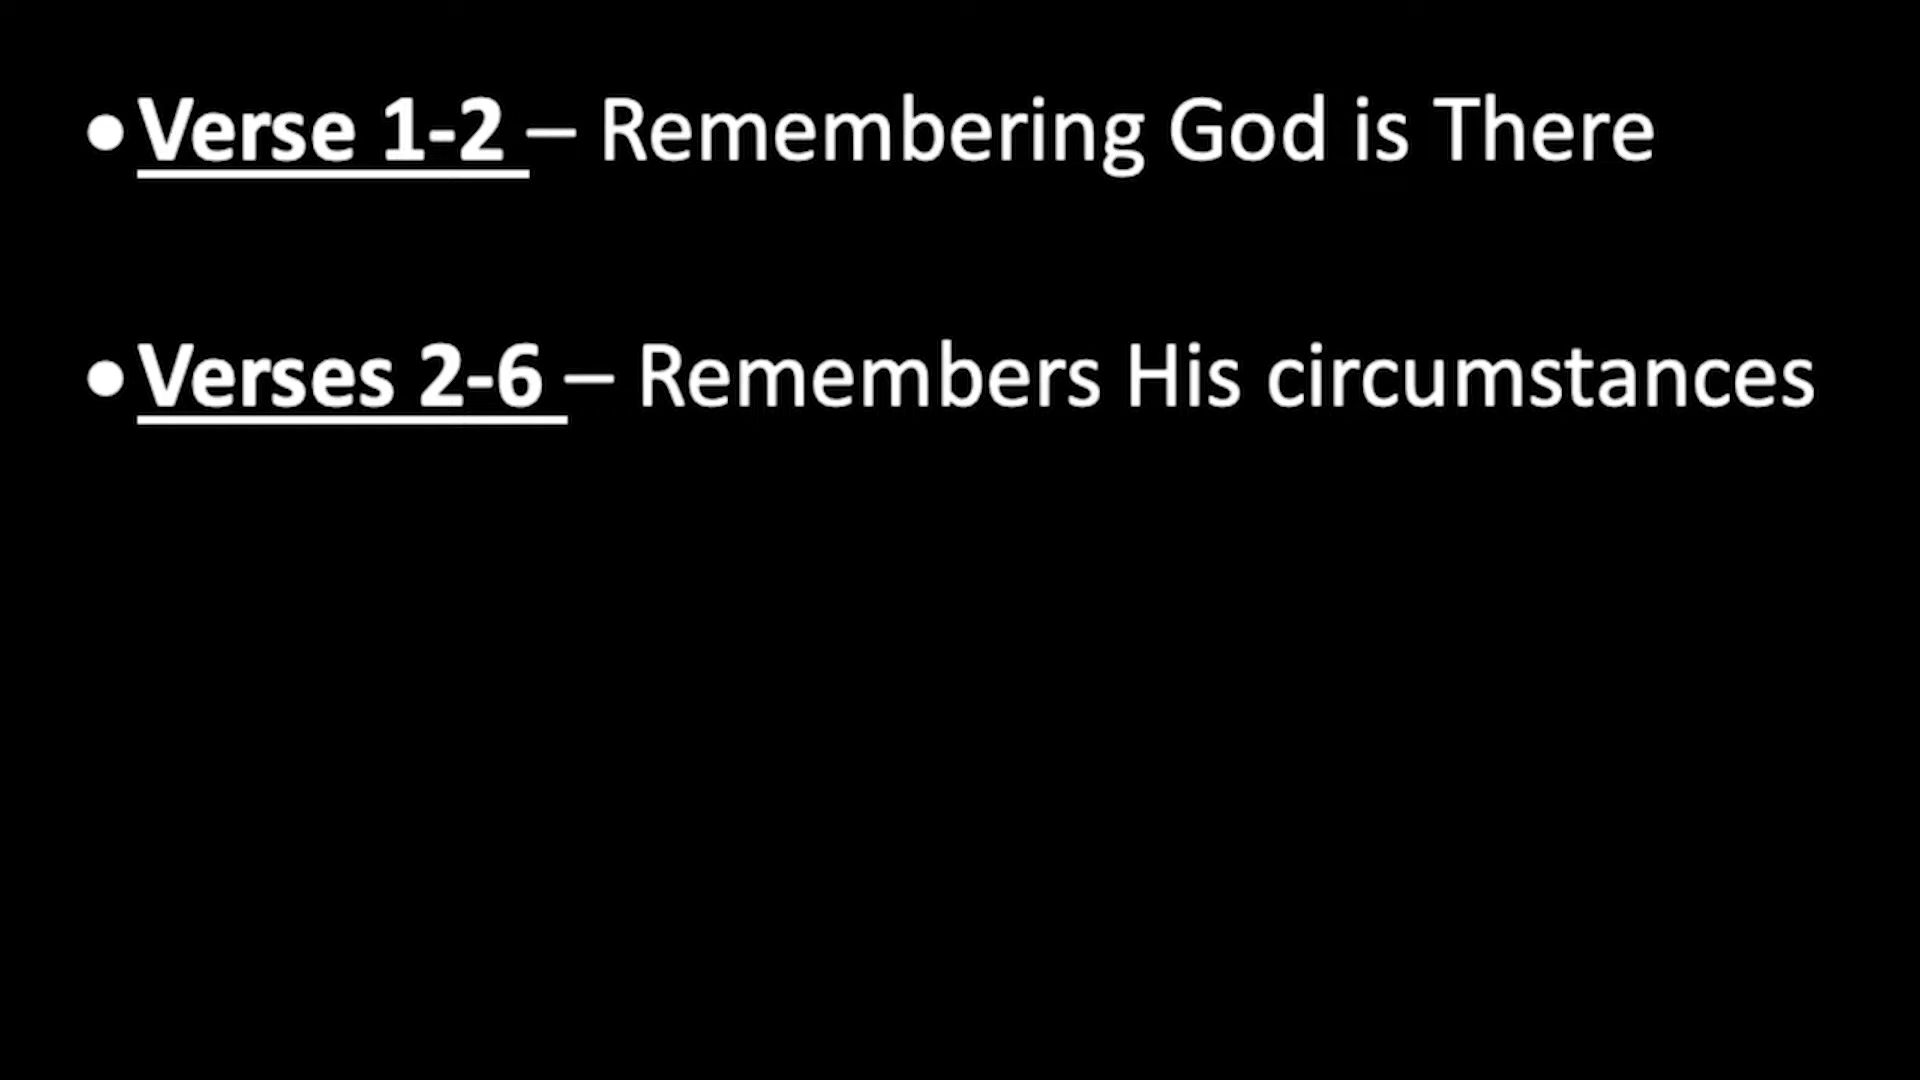 •Verse 1-2 – Remembering God is There
•Verses 2-6 – Remembers His circumstances